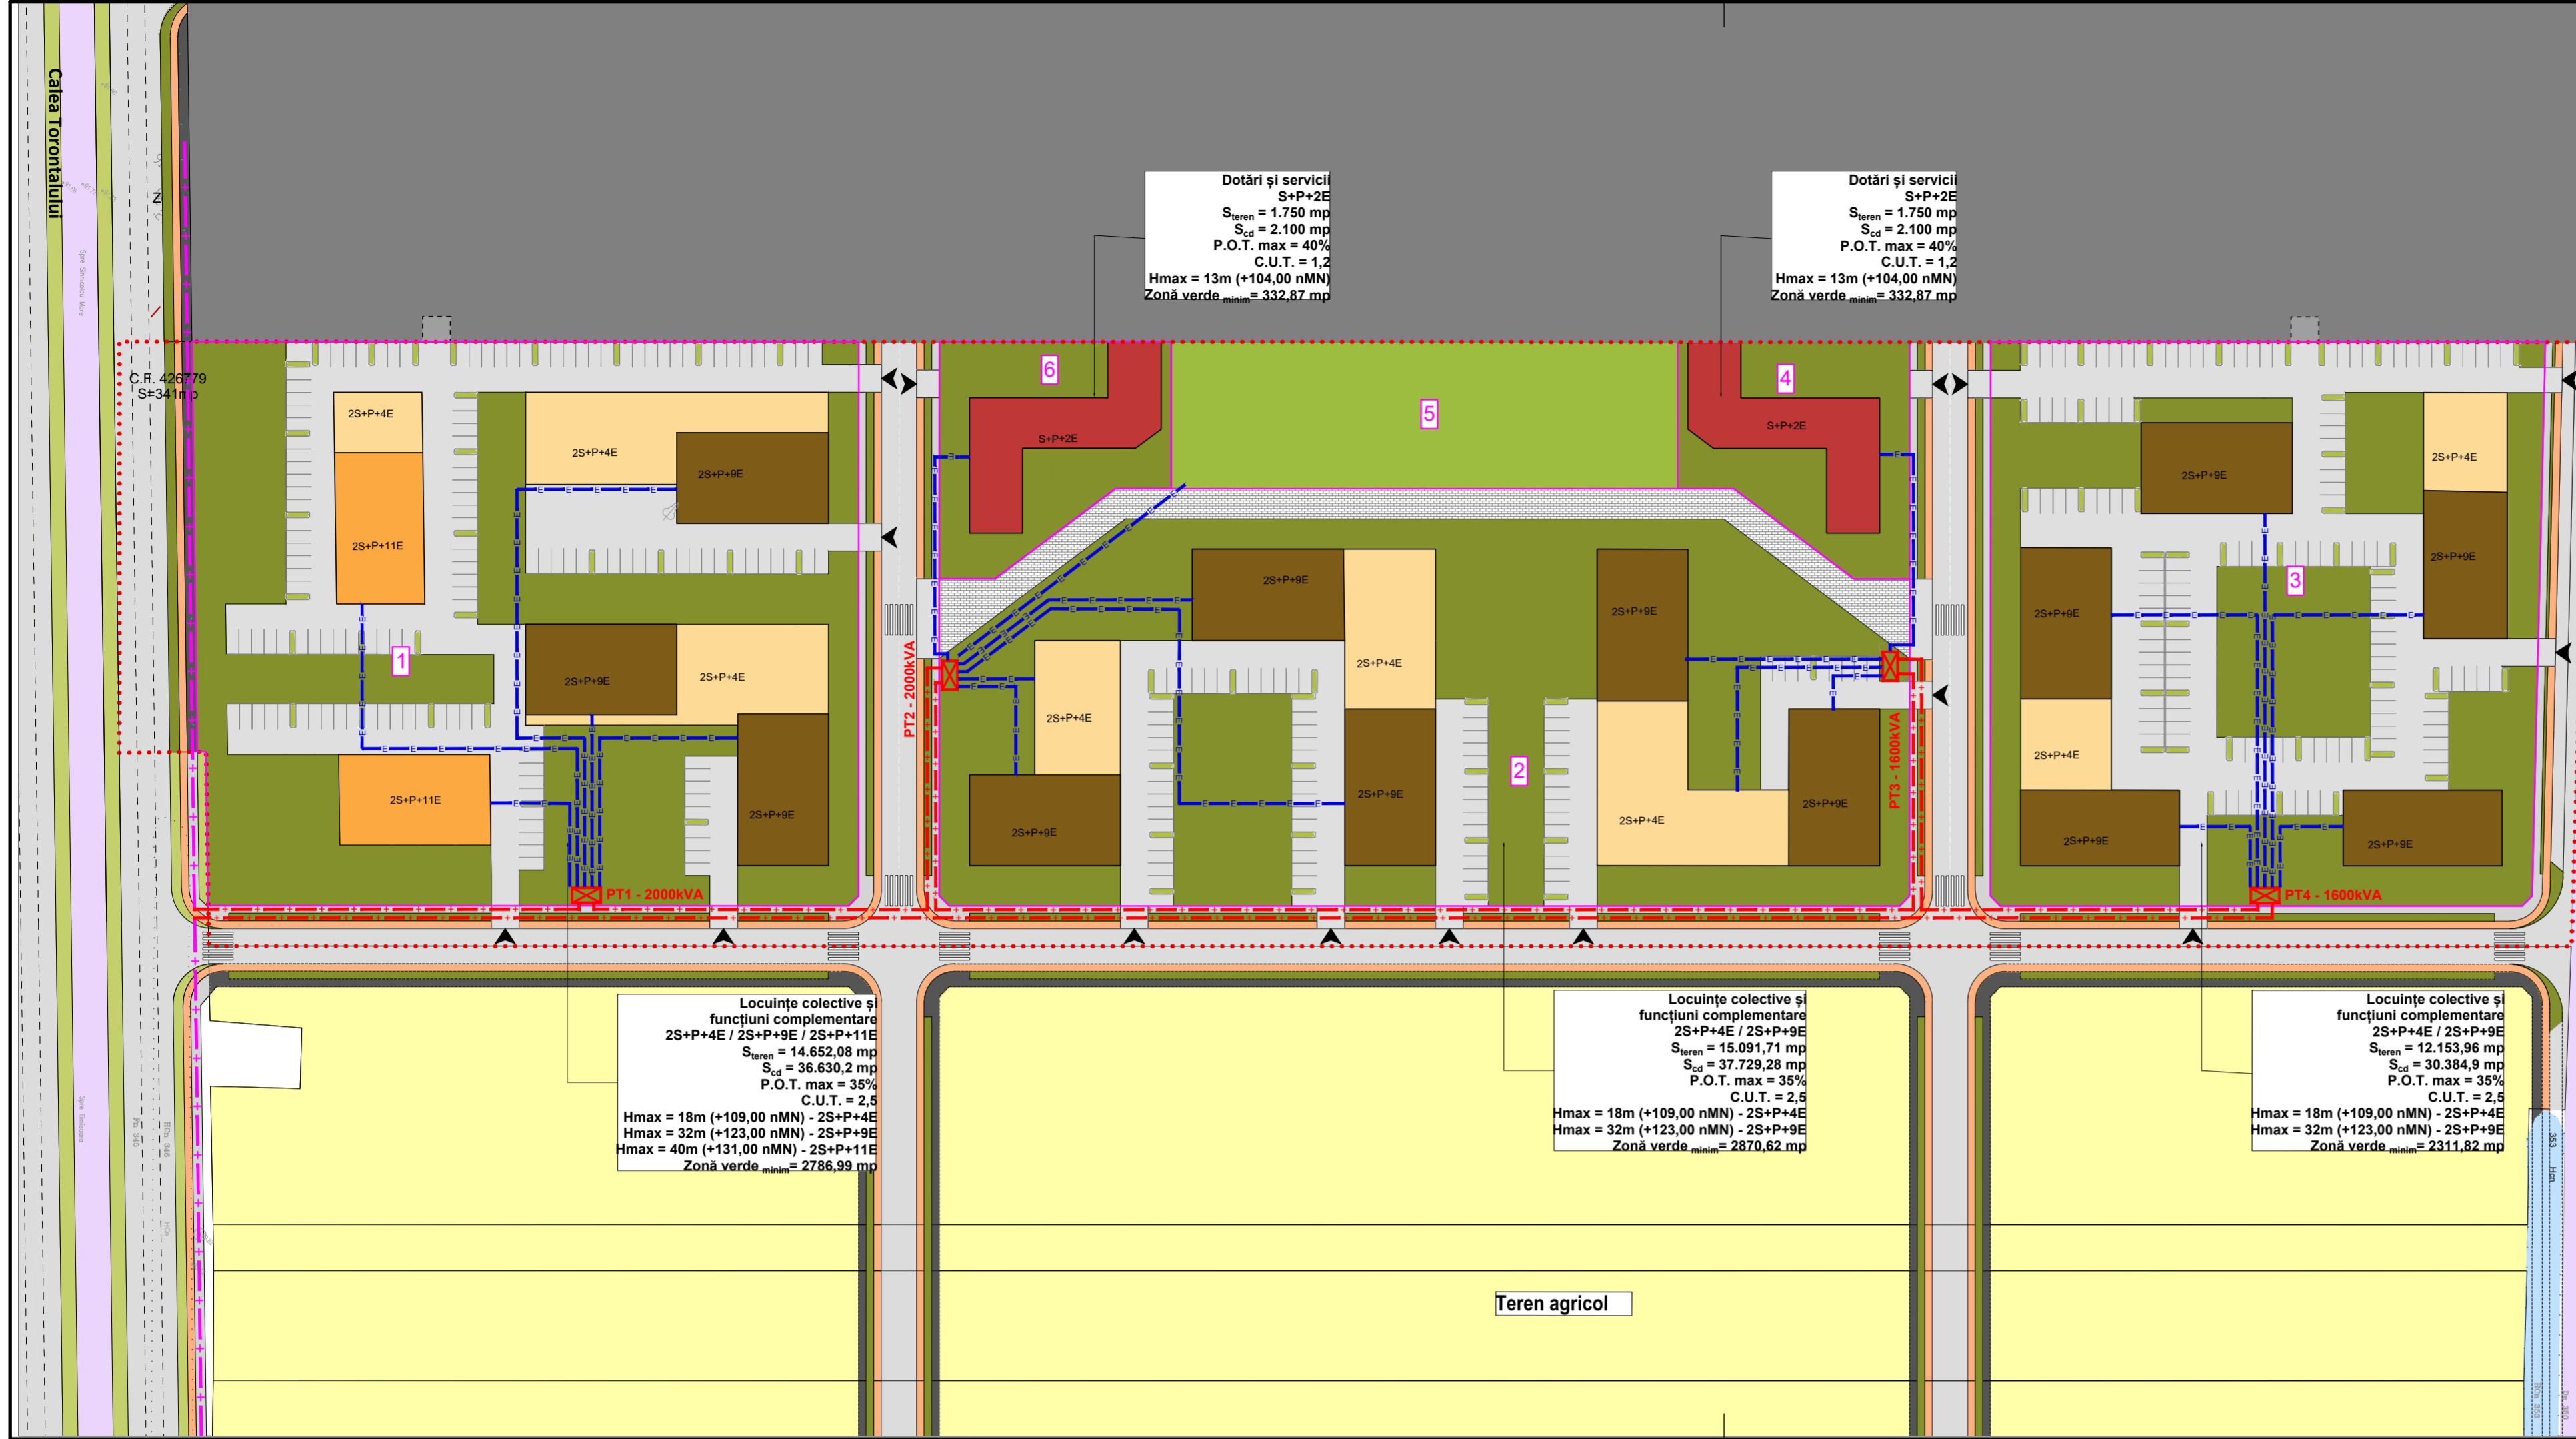 Calea Torontalului
Spre Sînnicolau Mare
Spre Timisoara
C.F. 426779
Dotări și servicii
S+P+2E
Steren = 1.750 mp
Scd = 2.100 mp
P.O.T. max = 40%
C.U.T. = 1,2
Hmax = 13m (+104,00 nMN)
Zonă verde minim= 332,87 mp
Dotări și servicii
S+P+2E
Steren = 1.750 mp
Scd = 2.100 mp
P.O.T. max = 40%
C.U.T. = 1,2
Hmax = 13m (+104,00 nMN)
Zonă verde minim= 332,87 mp
2S+P+4E
2S+P+11E
2S+P+4E
2S+P+9E
1
2S+P+9E
2S+P+4E
2S+P+11E
2S+P+9E
PT1 - 2000kVA
6
S+P+2E
5
4
S+P+2E
PT2 - 2000kVA
2S+P+9E
2S+P+4E
2S+P+4E
2S+P+9E
2S+P+9E
2
2S+P+9E
2S+P+4E
2S+P+9E
PT3 - 1600kVA
2S+P+9E
2S+P+4E
2S+P+9E
3
2S+P+9E
2S+P+4E
2S+P+9E
2S+P+9E
PT4 - 1600kVA
Locuințe colective și
funcțiuni complementare
2S+P+4E / 2S+P+9E / 2S+P+11E
Steren = 14.652,08 mp
Scd = 36.630,2 mp
P.O.T. max = 35%
C.U.T. = 2,5
Hmax = 18m (+109,00 nMN) - 2S+P+4E
Hmax = 32m (+123,00 nMN) - 2S+P+9E
Hmax = 40m (+131,00 nMN) - 2S+P+11E
Zonă verde minim= 2786,99 mp
Locuințe colective și
funcțiuni complementare
2S+P+4E / 2S+P+9E
Steren = 15.091,71 mp
Scd = 37.729,28 mp
P.O.T. max = 35%
C.U.T. = 2,5
Hmax = 18m (+109,00 nMN) - 2S+P+4E
Hmax = 32m (+123,00 nMN) - 2S+P+9E
Zonă verde minim= 2870,62 mp
Locuințe colective și
funcțiuni complementare
2S+P+4E / 2S+P+9E
Steren = 12.153,96 mp
Scd = 30.384,9 mp
P.O.T. max = 35%
C.U.T. = 2,5
Hmax = 18m (+109,00 nMN) - 2S+P+4E
Hmax = 32m (+123,00 nMN) - 2S+P+9E
Zonă verde minim= 2311,82 mp
Teren agricol
HCn 346
353 Hcn